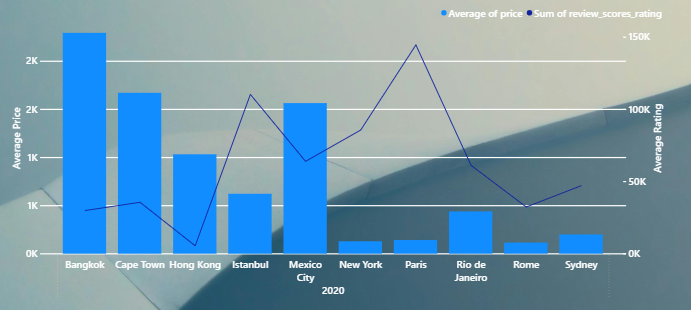 Average of price Sum of review_scores_rating
150K
2K
2K
100K
1K
50K
1K
0K
0K
Average Price
Average Rating
Bangkok Cape Town Hong Kong Istanbul Mexico City New York Paris Rio de Janeiro Rome Sydney
2020